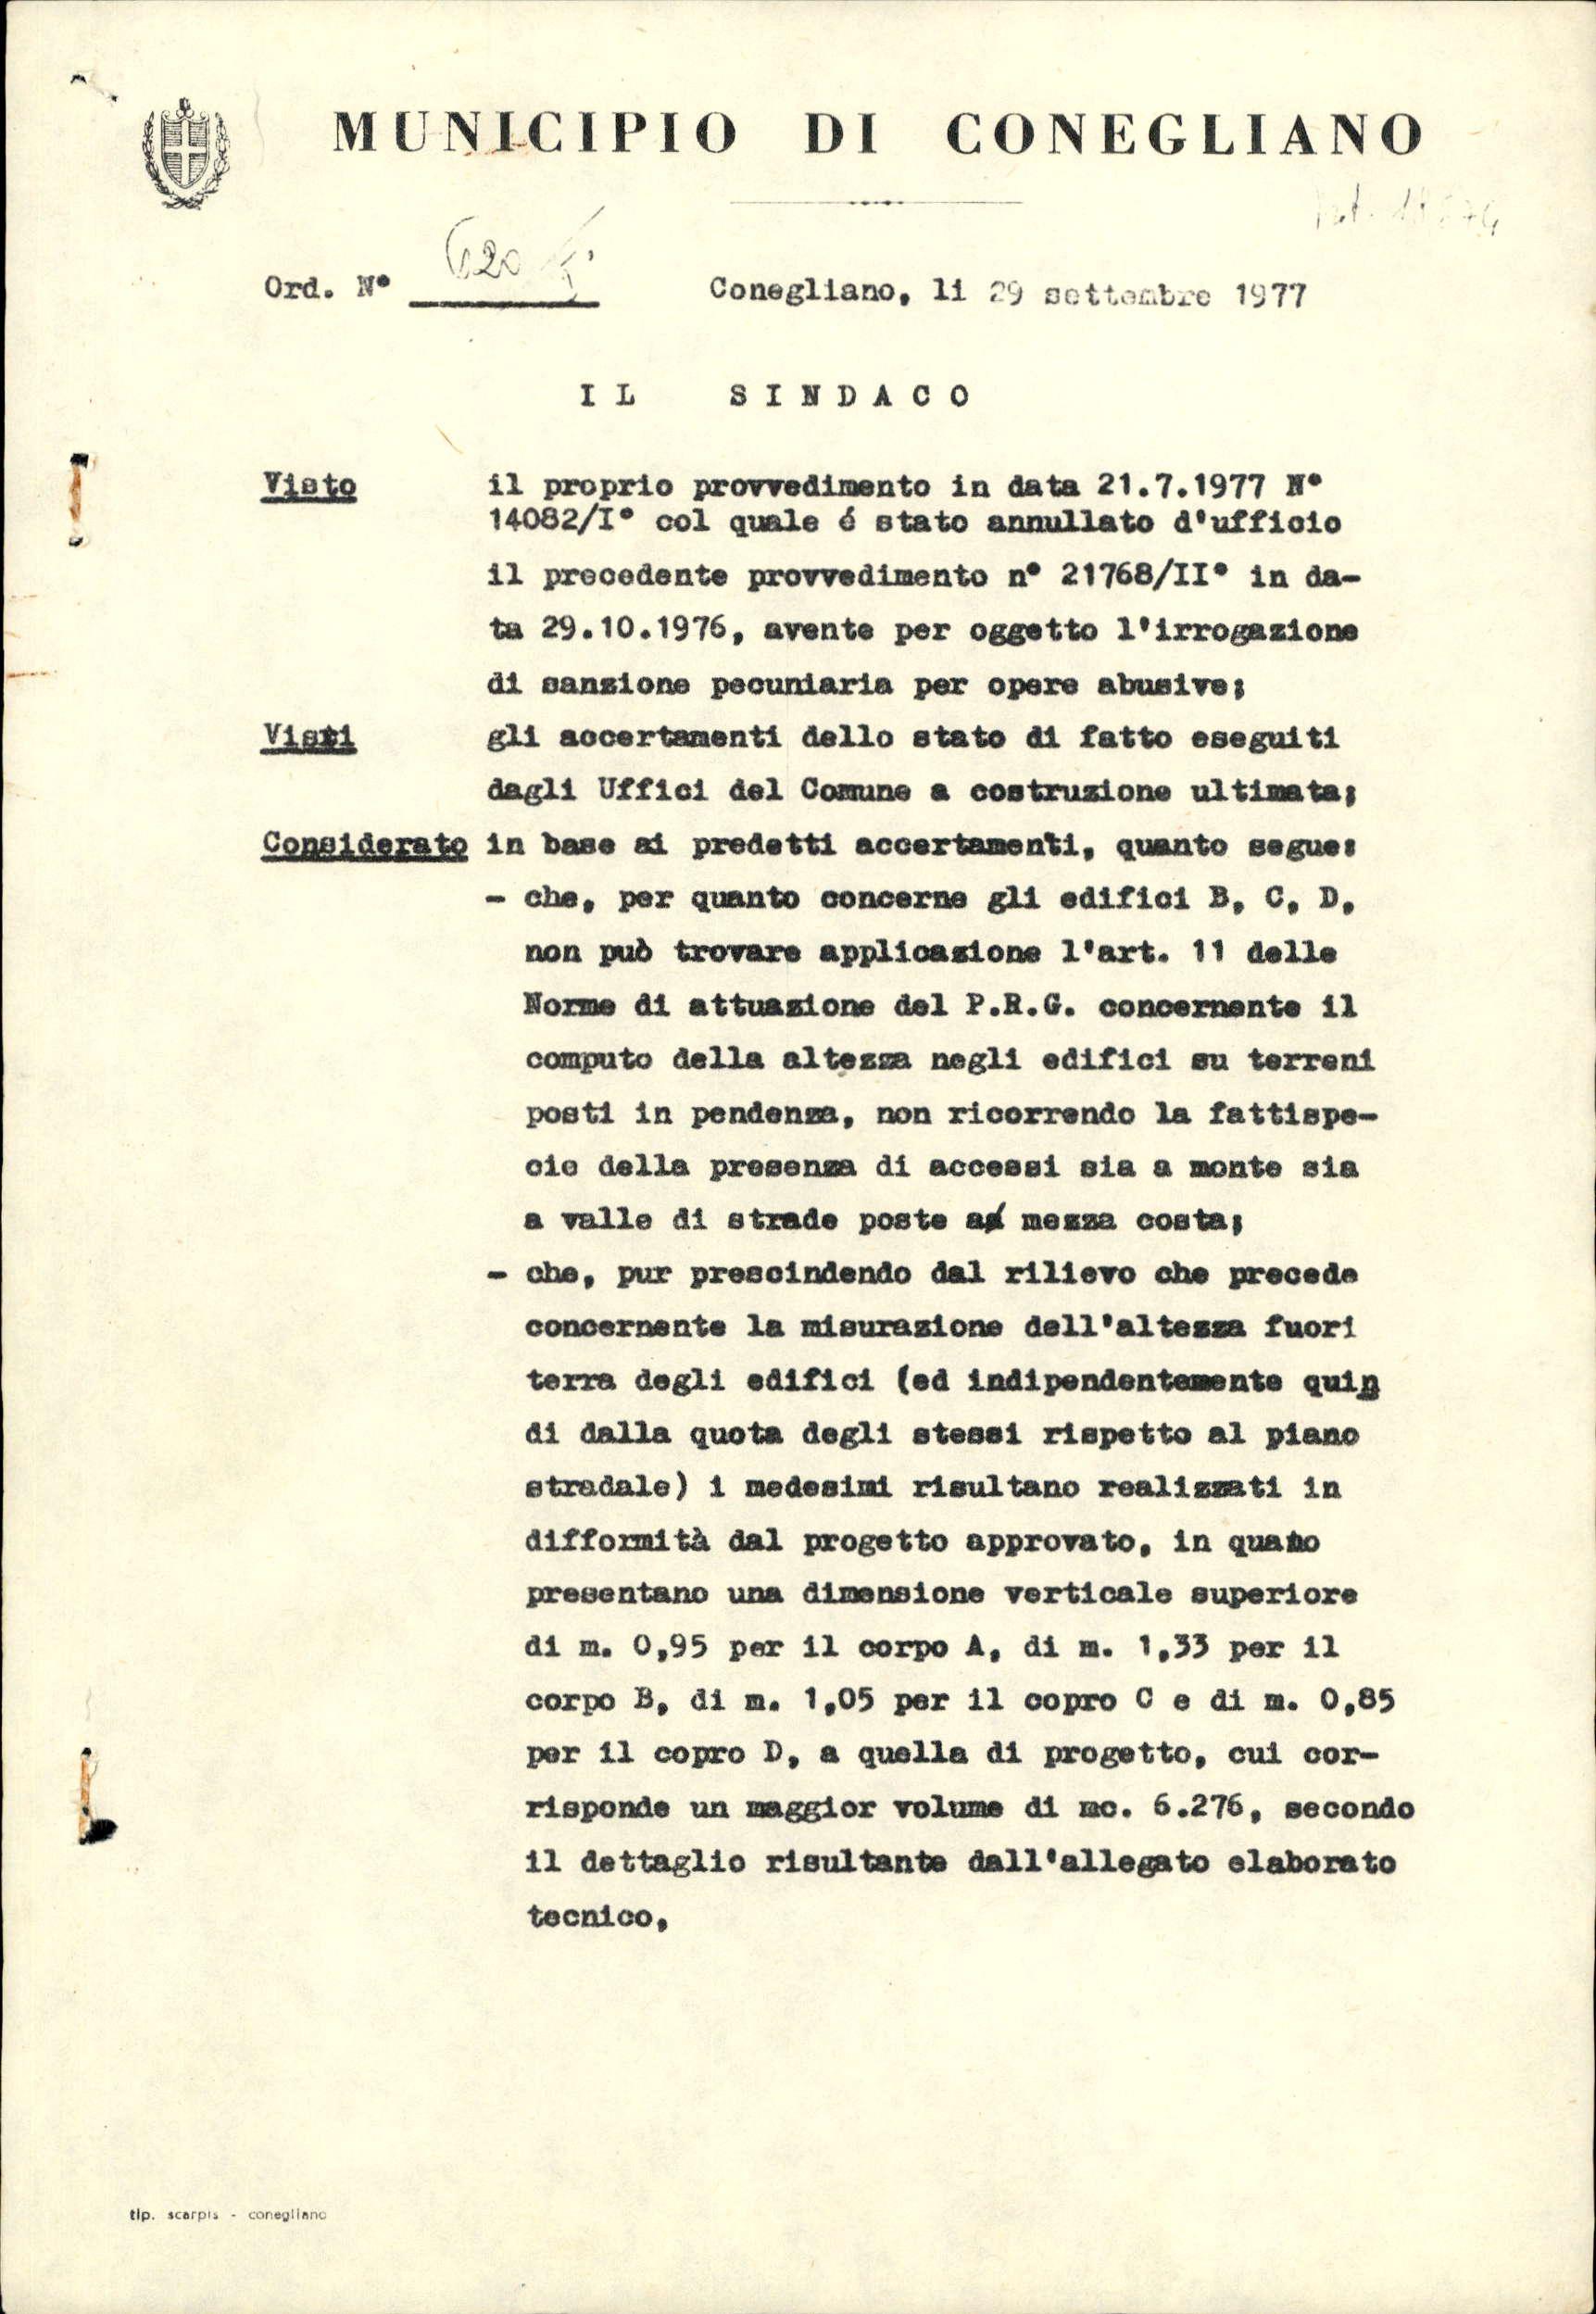 MUNICIPIO DI CONEGLIANO
Ord. N° 620
Conegliano, li 29 settembre 1977
IL SINDACO
Visto il proprio provvedimento in data 21.7.1977 N°
14082/I° col quale é stato annullato d'ufficio
il precedente provvedimento n° 21768/II° in da-
ta 29.10.1976, avente per oggetto l'irrogazione
di sanzione pecuniaria per opere abusive;
Visti gli accertamenti dello stato di fatto eseguiti
dagli Uffici del Comune a costruzione ultimata;
Considerato in base ai predetti accertamenti, quanto segue:
- che, per quanto concerne gli edifici B, C, D,
non può trovare applicazione l'art. 11 delle
Norme di attuazione del P.R.G. concernente il
computo della altezza negli edifici su terreni
posti in pendenza, non ricorrendo la fattispe-
cie della presenza di accessi sia a monte sia
a valle di strade poste a mezza costa;
- che, pur prescindendo dal rilievo che precede
concernente la misurazione dell'altezza fuori
terra degli edifici (ed indipendentemente quin
di dalla quota degli stessi rispetto al piano
stradale) i medesimi risultano realizzati in
difformità dal progetto approvato, in quanto
presentano una dimensione verticale superiore
di m. 0,95 per il corpo A, di m. 1,33 per il
corpo B, di m. 1,05 per il copro C e di m. 0,85
per il copro D, a quella di progetto, cui cor-
risponde un maggior volume di mc. 6.276, secondo
il dettaglio risultante dall'allegato elaborato
tecnico,
tip. scarpis - conegliano